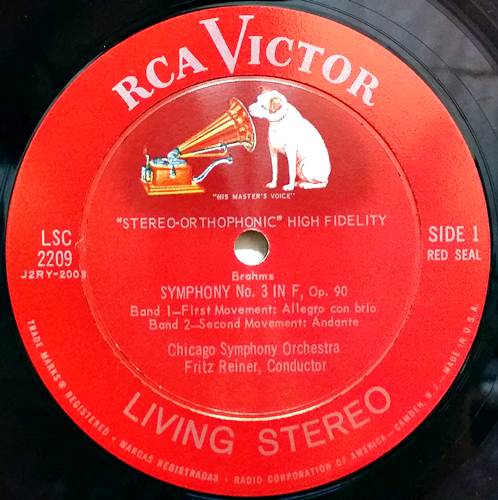 RCA VICTOR
"HIS MASTER'S VOICE"
"STEREO-ORTHOPHONIC" HIGH FIDELITY
LSC
2209
J2RY-2008
SIDE 1
RED SEAL
Brahms
SYMPHONY No. 3 IN F, Op. 90
Band 1—First Movement: Allegro con brio
Band 2—Second Movement: Andante
Chicago Symphony Orchestra
Fritz Reiner, Conductor
LIVING STEREO
TRADE MARKS ® REGISTERED • MARCAS REGISTRADAS • RADIO CORPORATION OF AMERICA—CAMDEN, N.J.—MADE IN U.S.A.